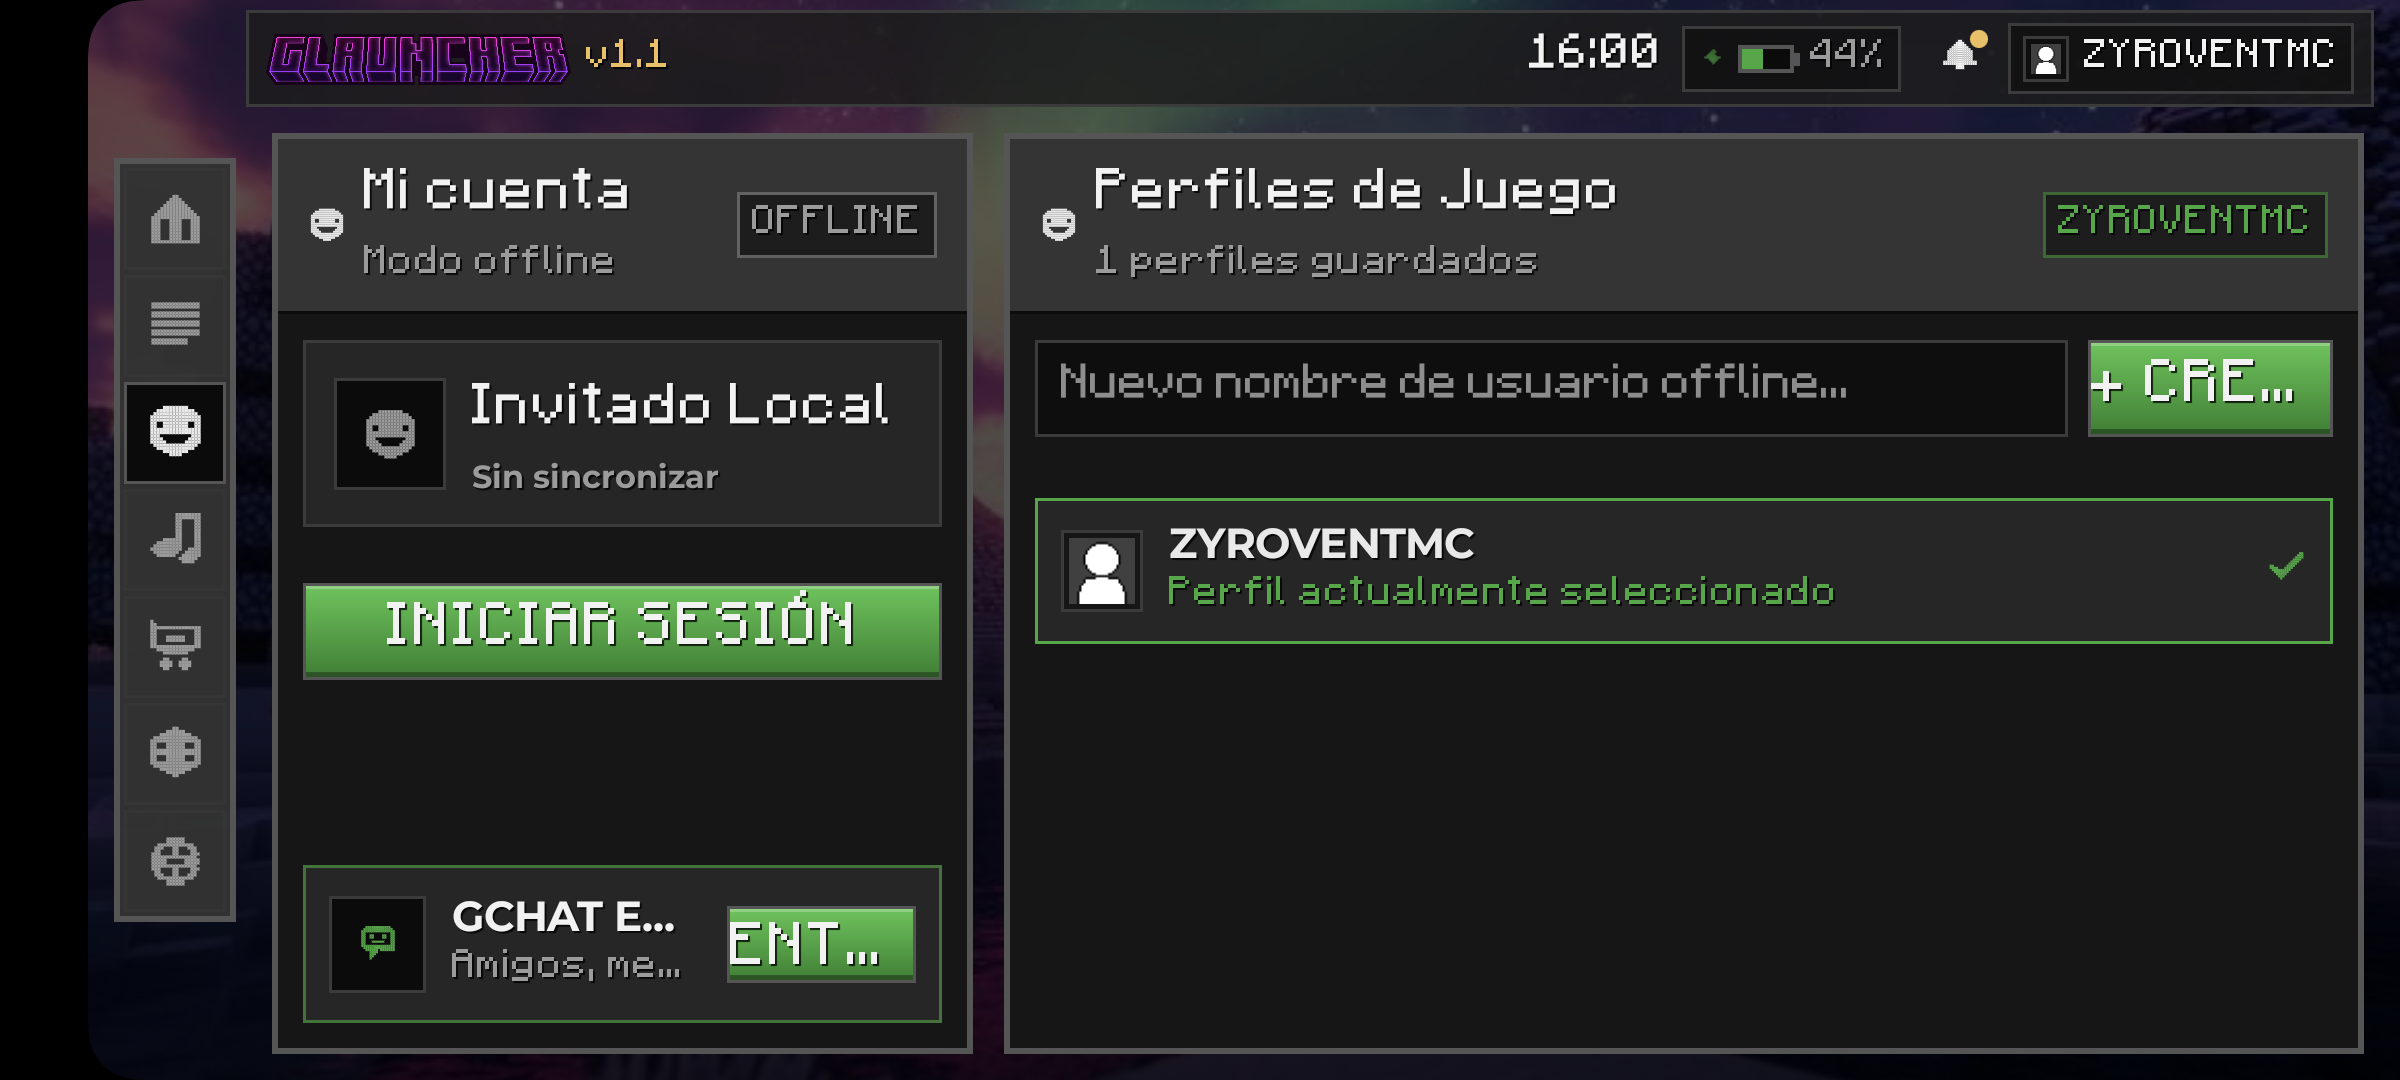 GLAUNCHER v1.1
16:00
44%
ZYROVENTMC
Mi cuenta
Modo offline
OFFLINE
Invitado Local
Sin sincronizar
INICIAR SESIÓN
GCHAT E...
Amigos, me...
ENT...
Perfiles de Juego
1 perfiles guardados
ZYROVENTMC
Nuevo nombre de usuario offline...
+ CRE...
ZYROVENTMC
Perfil actualmente seleccionado